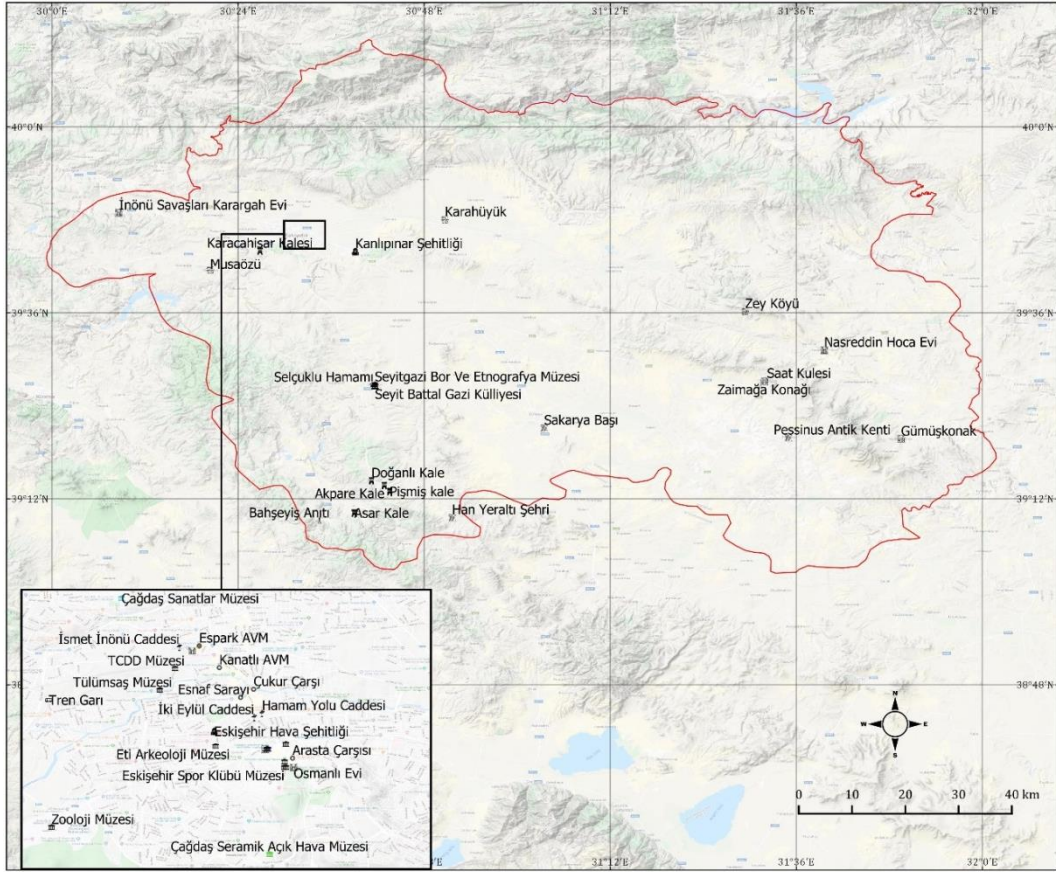 30°0'E 30°24'E 30°48'E 31°12'E 31°36'E 32°0'E
40°0'N 40°0'N
İnönü Savaşları Karargah Evi
Karahüyük
Karacahisar Kalesi
Kanlıpınar Şehitliği
Musaözü
Zey Köyü
39°36'N 39°36'N
Nasreddin Hoca Evi
Selçuklu Hamamı Seyitgazi Bor Ve Etnografya Müzesi
Saat Kulesi
Seyit Battal Gazi Külliyesi
Zaimağa Konağı
Sakarya Başı
Pessinus Antik Kenti
Gümüşkonak
Doğanlı Kale
39°12'N 39°12'N
Akpare Kale Pişmiş kale
Bahşeyiş Anıtı Asar Kale
Han Yeraltı Şehri
Çağdaş Sanatlar Müzesi
İsmet İnönü Caddesi Espark AVM
TCDD Müzesi Kanatlı AVM
Tülümsaş Müzesi Esnaf Sarayı Çukur Çarşı
38°48'N
Tren Garı
İki Eylül Caddesi Hamam Yolu Caddesi
Eskişehir Hava Şehitliği
Eti Arkeoloji Müzesi Arasta Çarşısı
Eskişehir Spor Klübü Müzesi Osmanlı Evi
Zooloji Müzesi
Çağdaş Seramik Açık Hava Müzesi
N
W E
S
0 10 20 40 km
30°48'E 31°12'E 31°36'E 32°0'E